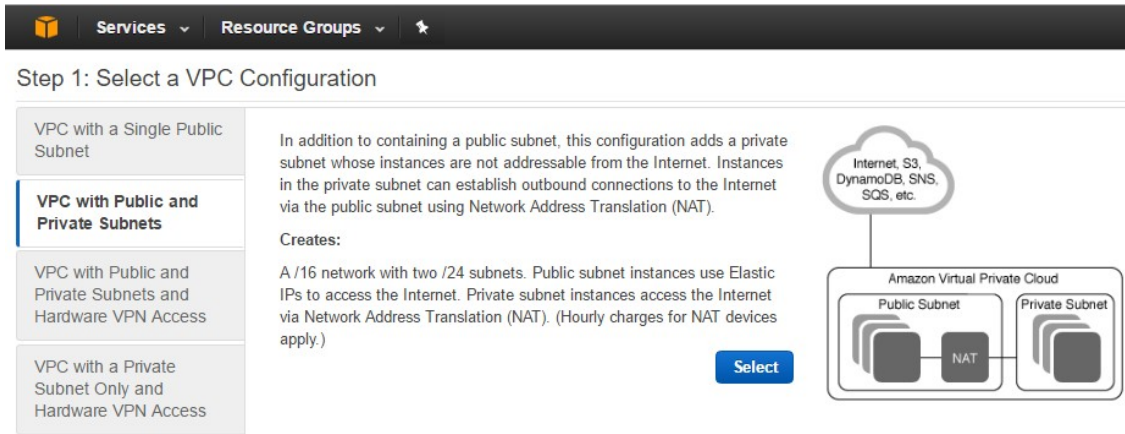 Services Resource Groups
Step 1: Select a VPC Configuration
VPC with a Single Public
Subnet
VPC with Public and
Private Subnets
VPC with Public and
Private Subnets and
Hardware VPN Access
VPC with a Private
Subnet Only and
Hardware VPN Access
In addition to containing a public subnet, this configuration adds a private
subnet whose instances are not addressable from the Internet. Instances
in the private subnet can establish outbound connections to the Internet
via the public subnet using Network Address Translation (NAT).
Creates:
A /16 network with two /24 subnets. Public subnet instances use Elastic
IPs to access the Internet. Private subnet instances access the Internet
via Network Address Translation (NAT). (Hourly charges for NAT devices
apply.)
Select
Internet, S3,
DynamoDB, SNS,
SQS, etc.
Amazon Virtual Private Cloud
Public Subnet
Private Subnet
NAT